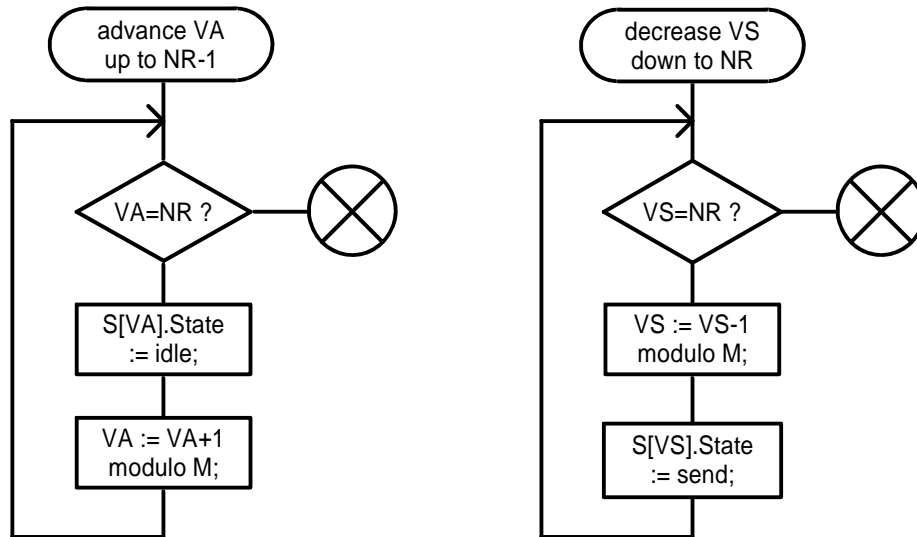 advance VA
up to NR-1
VA=NR ?
S[VA].State
:= idle;
VA := VA+1
modulo M;
decrease VS
down to NR
VS=NR ?
VS := VS-1
modulo M;
S[VS].State
:= send;